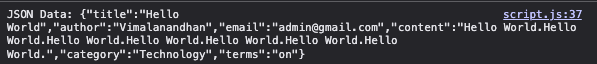 JSON Data: {"title":"Hello script.js:37
World","author":"Vimalanandhan","email":"admin@gmail.com","content":"Hello World.Hello
World.Hello World.Hello World.Hello World.Hello World.Hello
World.","category":"Technology","terms":"on"}